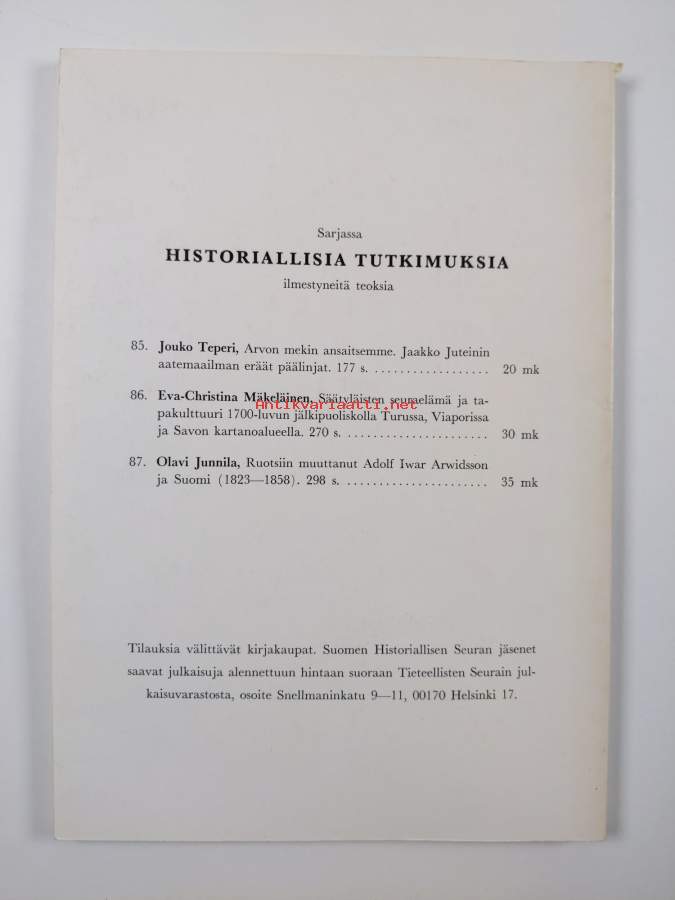 Sarjassa
HISTORIALLISIA TUTKIMUKSIA
ilmestyneitä teoksia
85. Jouko Teperi, Arvon mekin ansaitsemme. Jaakko Juteinin
aatemaailman eräät päälinjat. 177 s. .................. 20 mk
86. Eva-Christina Mäkeläinen, Säätyläisten seuraelämä ja ta-
Antikvariaatti.net
pakulttuuri 1700-luvun jälkipuoliskolla Turussa, Viaporissa
ja Savon kartanoalueella. 270 s. ...................... 30 mk
87. Olavi Junnila, Ruotsiin muuttanut Adolf Iwar Arwidsson
ja Suomi (1823—1858). 298 s. ...................... 35 mk
Tilauksia välittävät kirjakaupat. Suomen Historiallisen Seuran jäsenet
saavat julkaisuja alennettuun hintaan suoraan Tieteellisten Seurain jul-
kaisuvarastosta, osoite Snellmaninkatu 9—11, 00170 Helsinki 17.